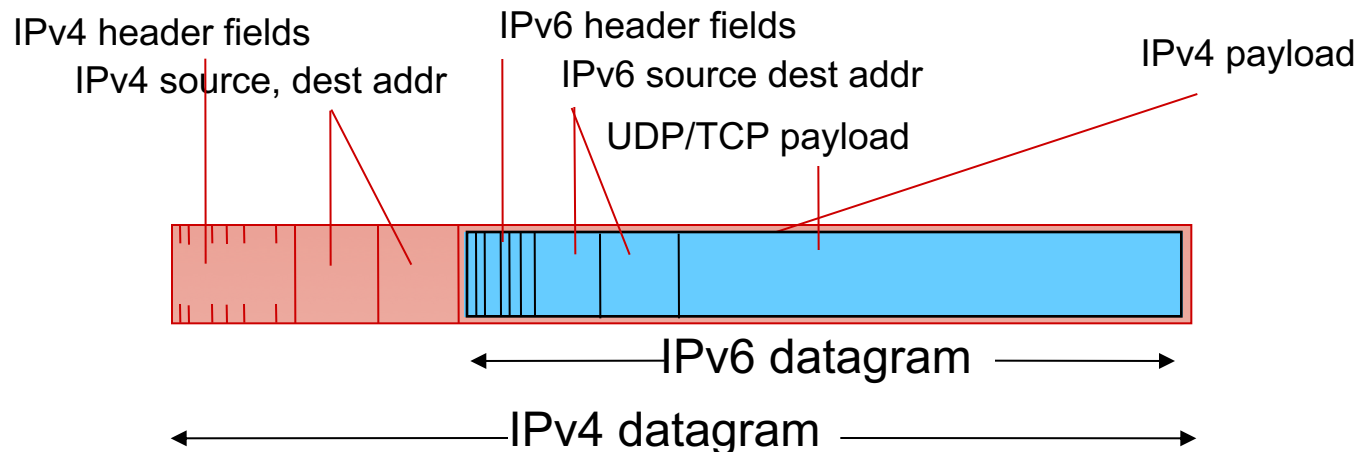 IPv4 header fields
IPv6 header fields
IPv4 payload
IPv4 source, dest addr
IPv6 source dest addr
UDP/TCP payload
IPv6 datagram
IPv4 datagram